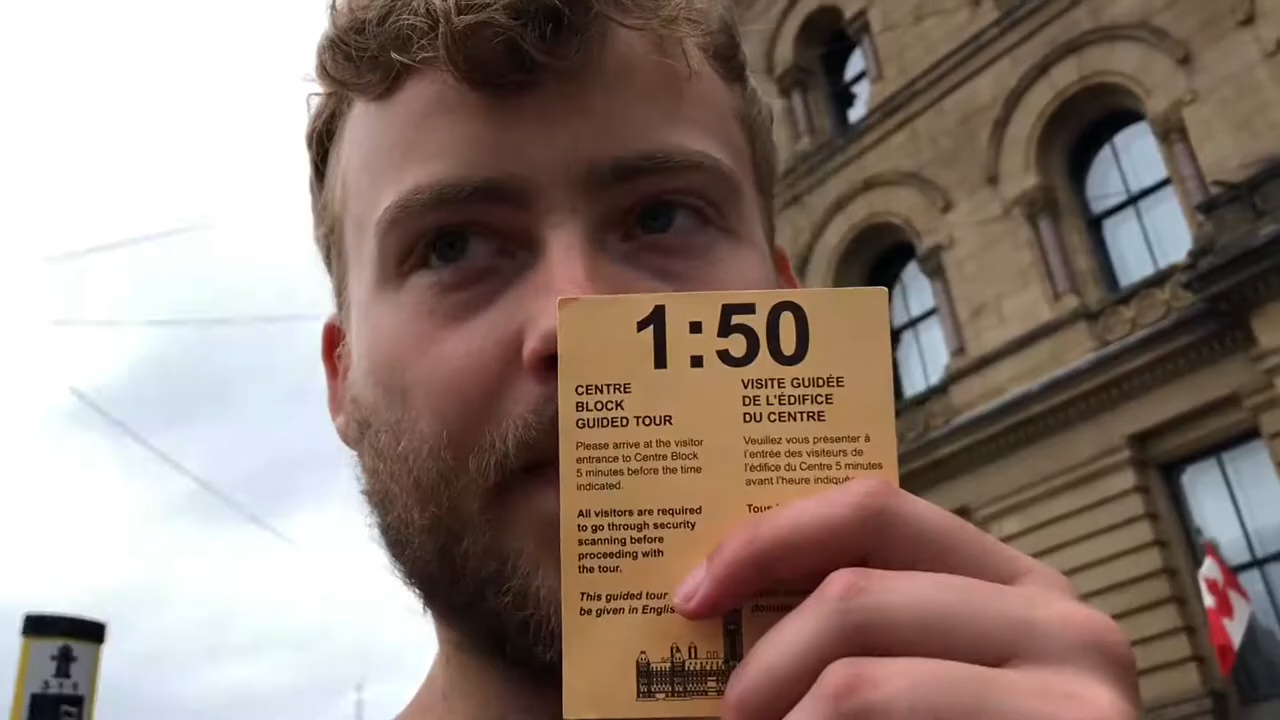 1:50
CENTRE
BLOCK
GUIDED TOUR
Please arrive at the visitor
entrance to Centre Block
5 minutes before the time
indicated.
All visitors are required
to go through security
scanning before
proceeding with
the tour.
This guided tour
be given in
VISITE GUIDÉE
DE L'ÉDIFICE
DU CENTRE
Veuillez vous présenter à
l'entrée des visiteurs de
l'édifice du Centre 5 minutes
avant l'heure